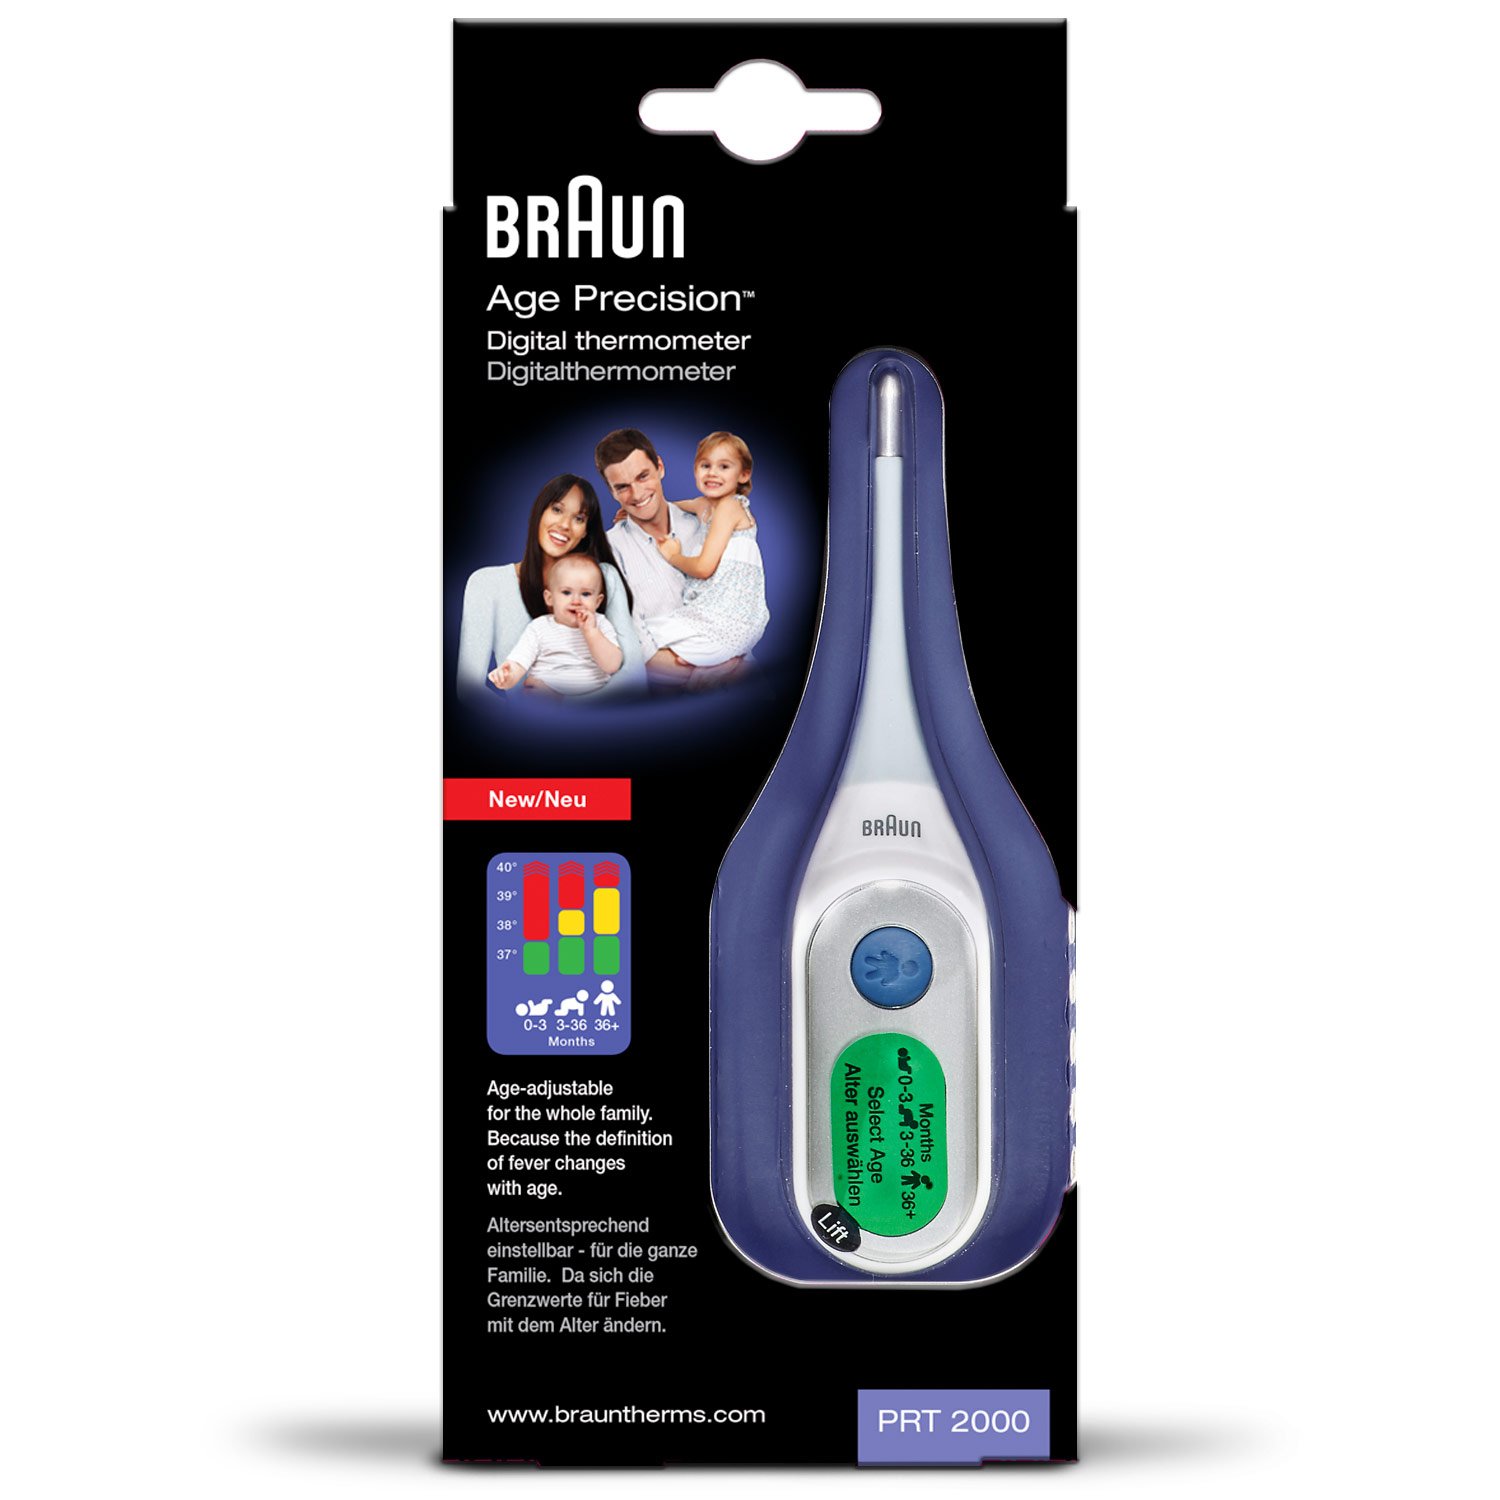 BRAUN
Age Precision™
Digital thermometer
Digitalthermometer
New/Neu
40°
39°
38°
37°
0-3 3-36 36+
Months
Age-adjustable
for the whole family.
Because the definition
of fever changes
with age.
Altersentsprechend
einstellbar - für die ganze
Familie. Da sich die
Grenzwerte für Fieber
mit dem Alter ändern.
www.brauntherms.com
BRAUN
Months
0-3 3-36 36+
Select Age
Alter auswählen
Lift
PRT 2000